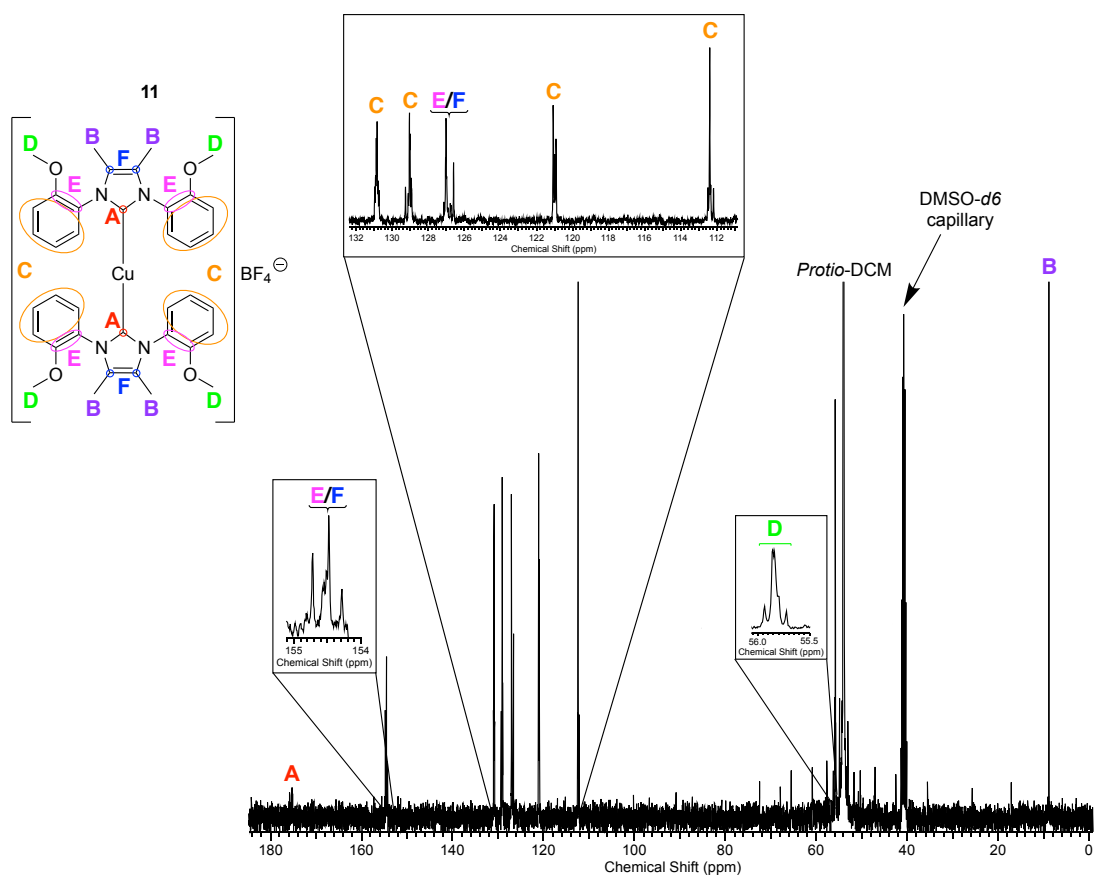 11
D B B D
F
O O
E N N E
A
C Cu C BF4⊖
A
E N N E
O O
F
D B B D
C C E/F C C
132 130 128 126 124 122 120 118 116 114 112
Chemical Shift (ppm)
E/F
155 154
Chemical Shift (ppm)
D
56.0 55.5
Chemical Shift (ppm)
DMSO-d6
capillary
Protio-DCM
B
A
180 160 140 120 100 80 60 40 20 0
Chemical Shift (ppm)